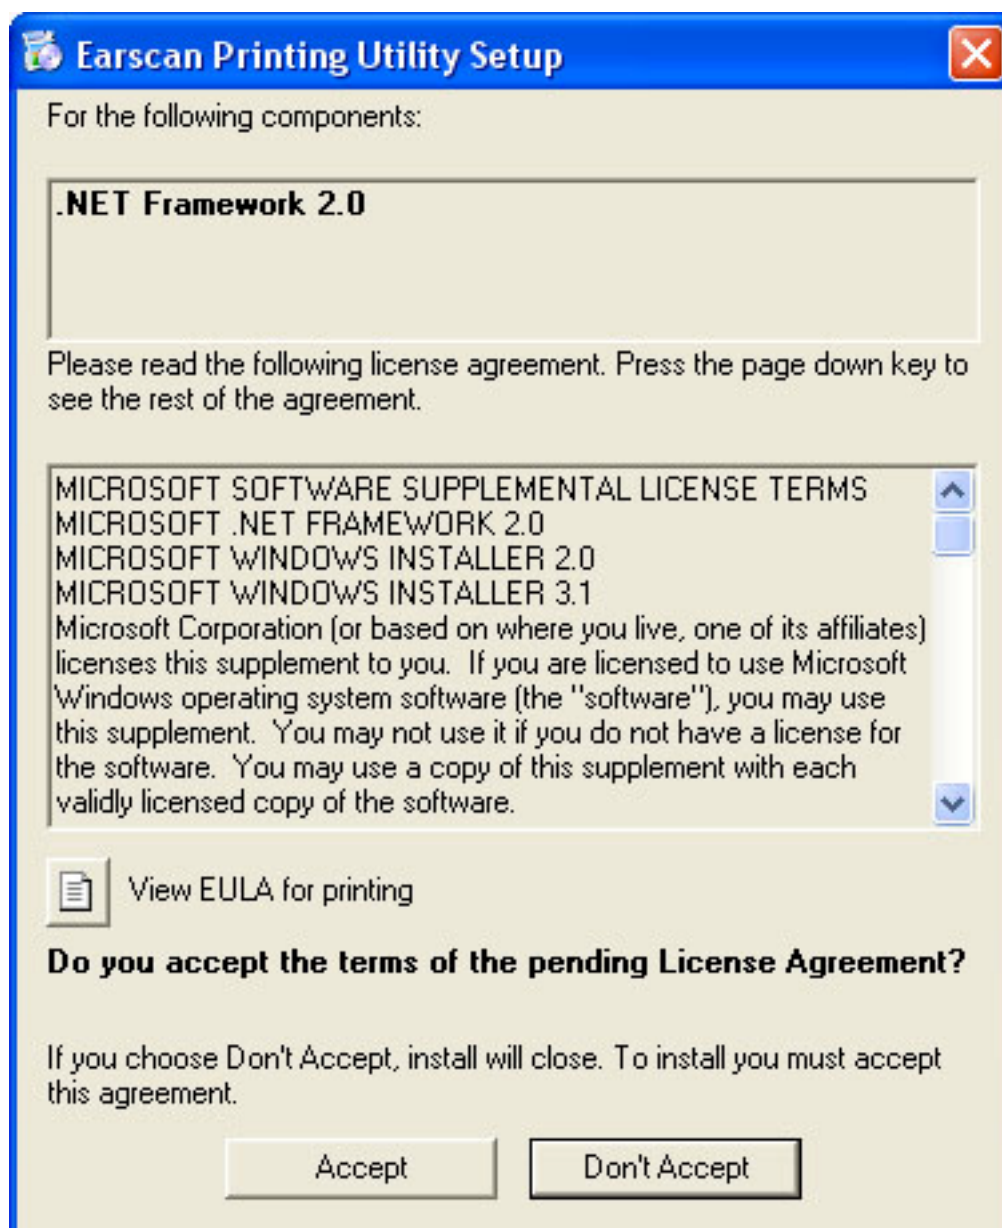 Earscan Printing Utility Setup
For the following components:
.NET Framework 2.0
Please read the following license agreement. Press the page down key to
see the rest of the agreement.
MICROSOFT SOFTWARE SUPPLEMENTAL LICENSE TERMS
MICROSOFT .NET FRAMEWORK 2.0
MICROSOFT WINDOWS INSTALLER 2.0
MICROSOFT WINDOWS INSTALLER 3.1
Microsoft Corporation (or based on where you live, one of its affiliates)
licenses this supplement to you.  If you are licensed to use Microsoft
Windows operating system software (the "software"), you may use
this supplement.  You may not use it if you do not have a license for
the software.  You may use a copy of this supplement with each
validly licensed copy of the software.
View EULA for printing
Do you accept the terms of the pending License Agreement?
If you choose Don't Accept, install will close. To install you must accept
this agreement.
Accept
Don't Accept